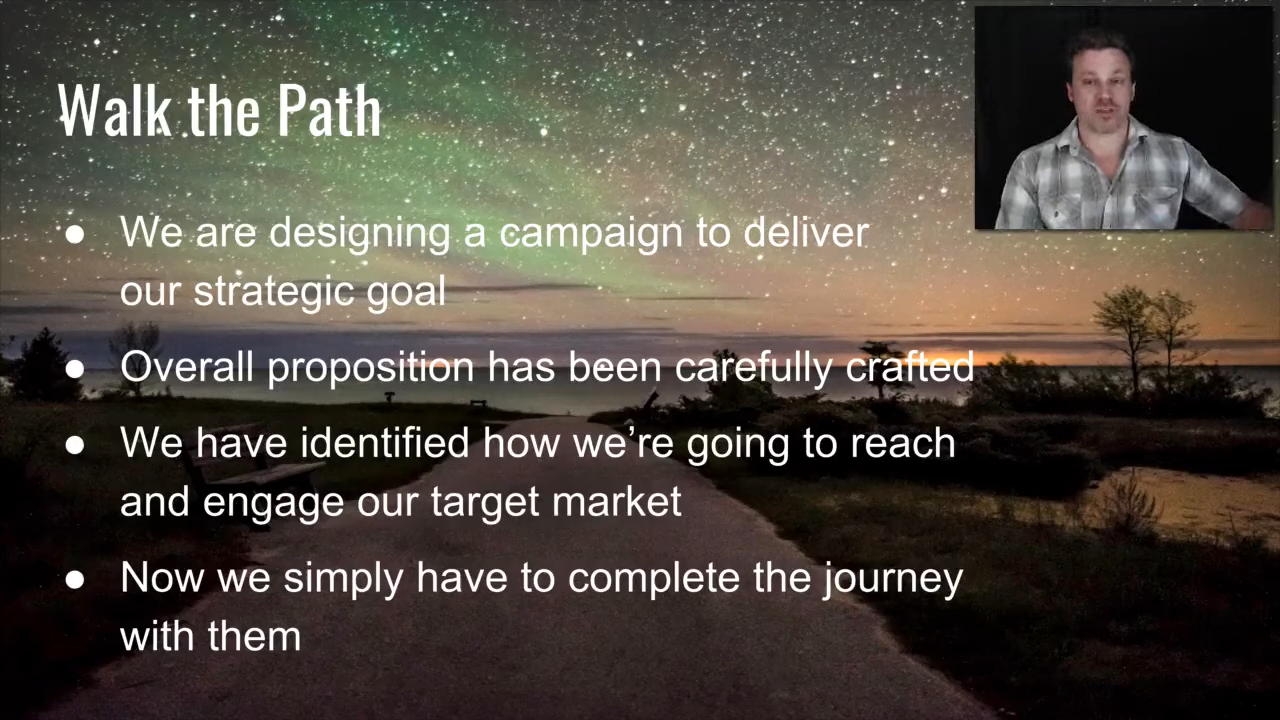 Walk the Path
● We are designing a campaign to deliver
our strategic goal
● Overall proposition has been carefully crafted
● We have identified how we’re going to reach
and engage our target market
● Now we simply have to complete the journey
with them